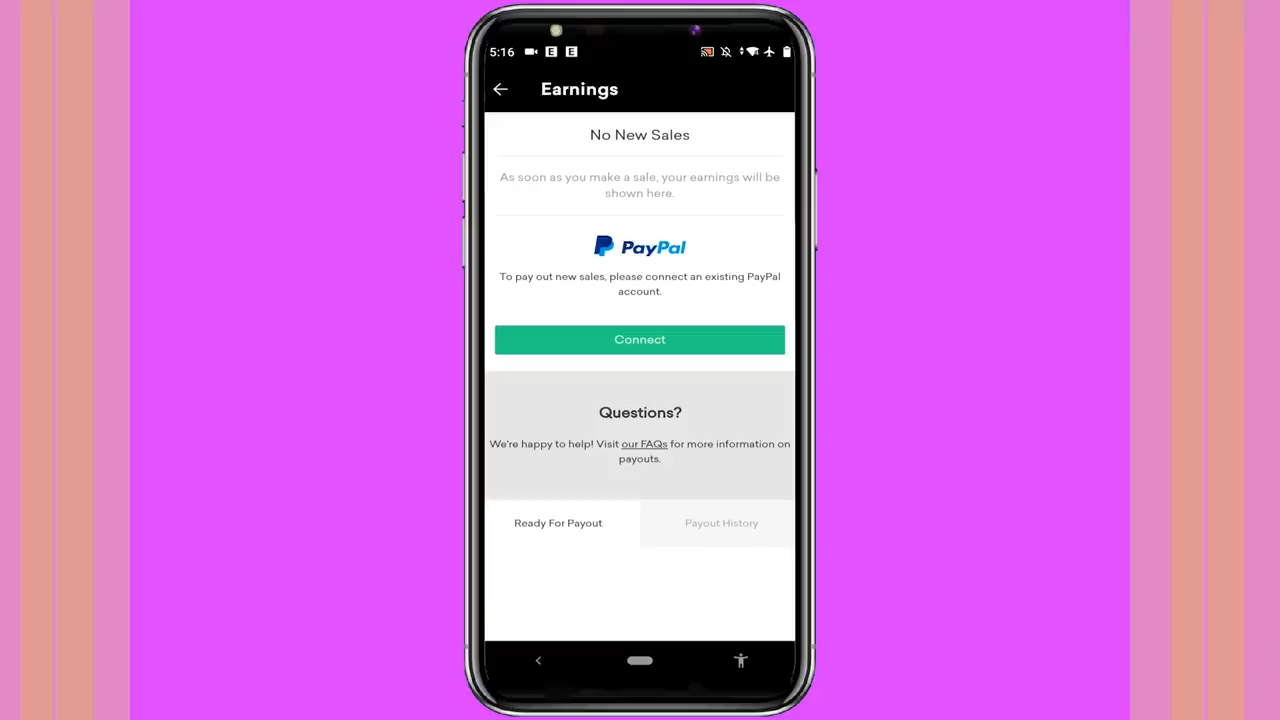 5:16 E E
Earnings
No New Sales
As soon as you make a sale, your earnings will be
shown here.
PayPal
To pay out new sales, please connect an existing PayPal
account.
Connect
Questions?
We're happy to help! Visit our FAQs for more information on
payouts.
Ready For Payout Payout History